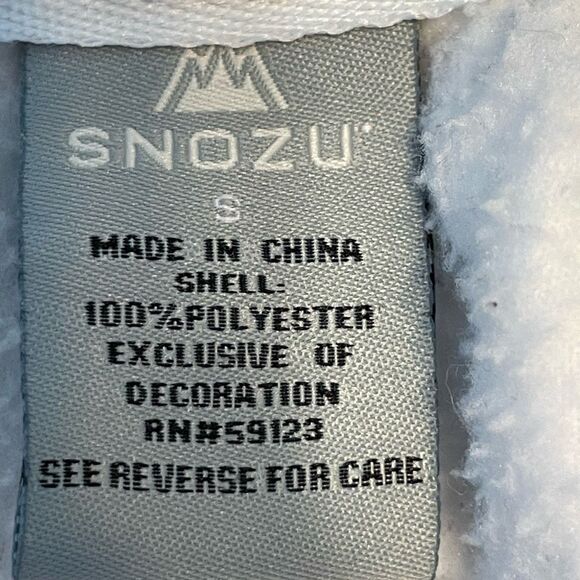 SNOZU
S
MADE IN CHINA
SHELL:
100%POLYESTER
EXCLUSIVE OF
DECORATION
RN#59123
SEE REVERSE FOR CARE